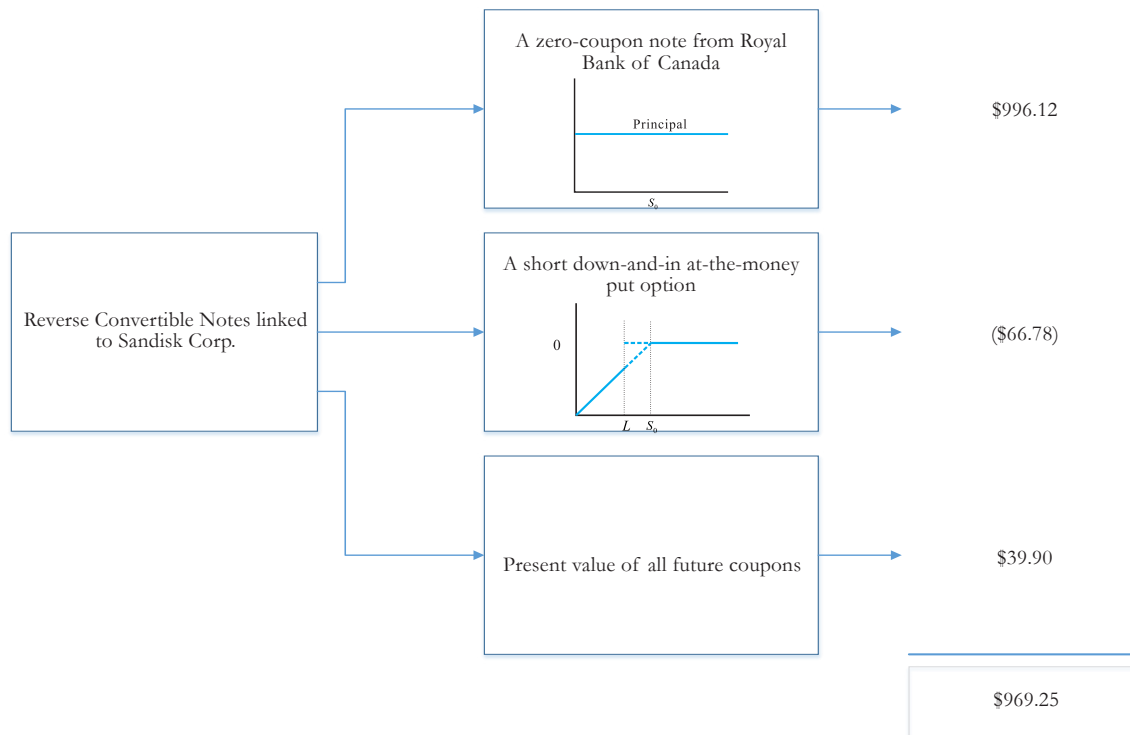 A zero-coupon note from Royal
Bank of Canada
Principal
$996.12
S₀
Reverse Convertible Notes linked
to Sandisk Corp.
A short down-and-in at-the-money
put option
0
($66.78)
L S₀
Present value of all future coupons
$39.90
$969.25